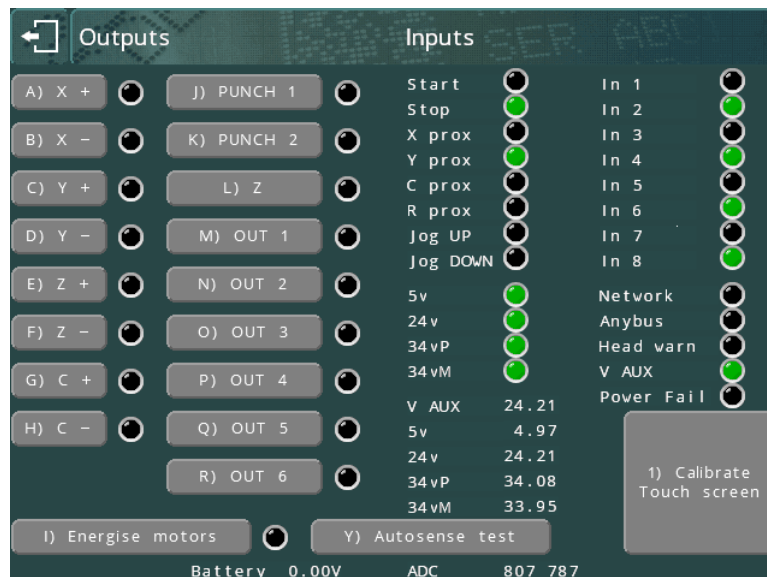 Outputs
Inputs
A) X +
J) PUNCH 1
B) X -
K) PUNCH 2
C) Y +
L) Z
D) Y -
M) OUT 1
E) Z +
N) OUT 2
F) Z -
O) OUT 3
G) C +
P) OUT 4
H) C -
Q) OUT 5
R) OUT 6
I) Energise motors
Start
Stop
X prox
Y prox
C prox
R prox
Jog UP
Jog DOWN
5v
24v
34vP
34vM
V AUX 24.21
5v 4.97
24v 24.21
34vP 34.08
34vM 33.95
Y) Autosense test
In 1
In 2
In 3
In 4
In 5
In 6
In 7
In 8
Network
Anybus
Head warn
V AUX
Power Fail
1) Calibrate
Touch screen
Battery 0.00V
ADC 807 787